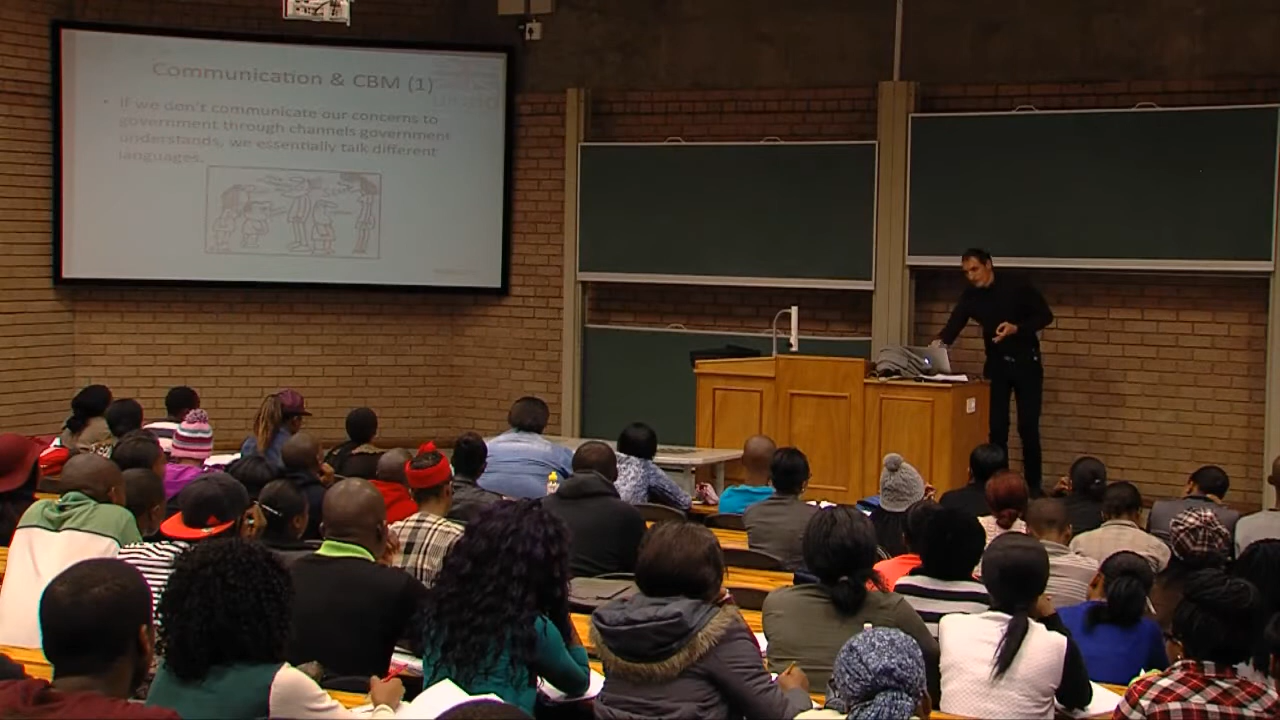 Communication & CBM (1)
• If we don't communicate our concerns to
government through channels government
understands, we essentially talk different
languages.